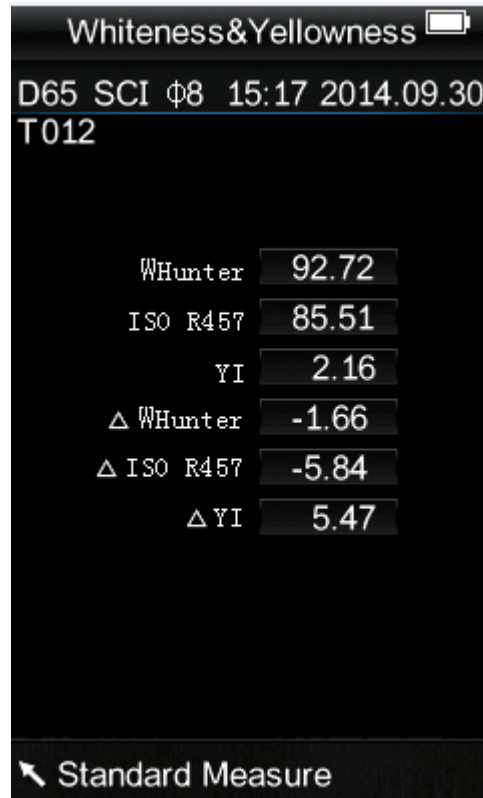 Whiteness&Yellowness
D65 SCI Φ8 15:17 2014.09.30
T012
WHunter 92.72
ISO R457 85.51
YI 2.16
△ WHunter -1.66
△ ISO R457 -5.84
△ YI 5.47
Standard Measure